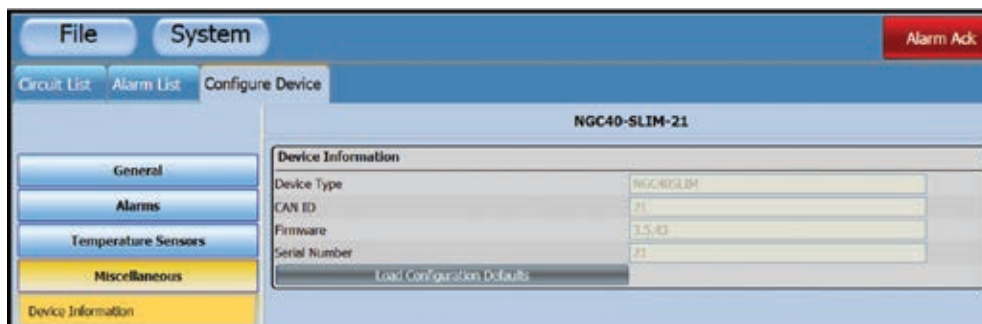 File System Alarm Ack
Circuit List Alarm List Configure Device
NGC40-SLIM-21
General
Alarms
Temperature Sensors
Miscellaneous
Device Information
Device Information
Device Type NGC40SLIM
CAN ID 21
Firmware 3.5.43
Serial Number 21
Load Configuration Defaults